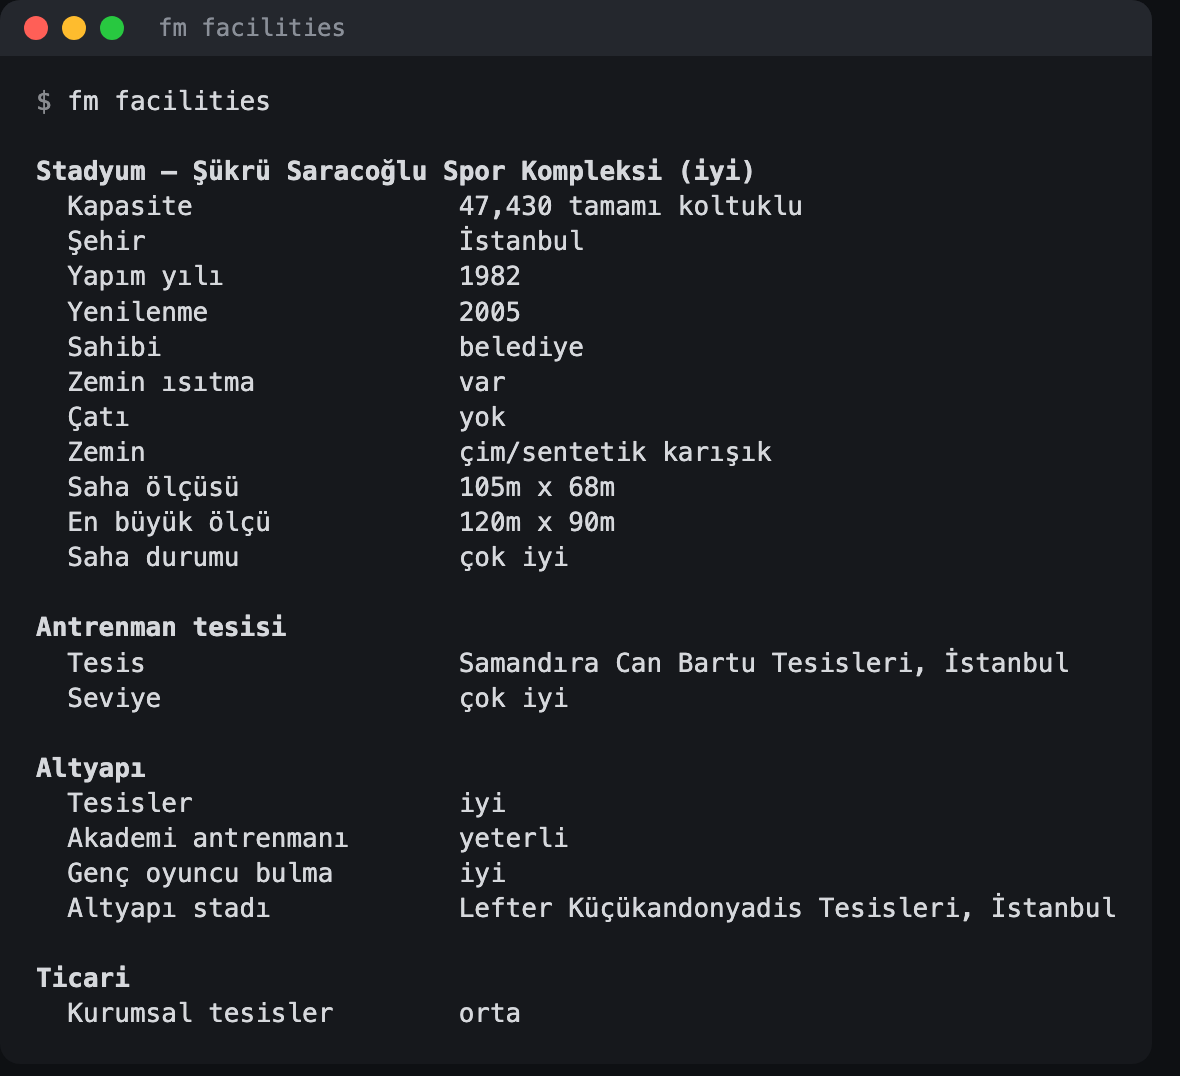 fm facilities
$ fm facilities
Stadyum — Şükrü Saracoğlu Spor Kompleksi (iyi)
Kapasite 47,430 tamamı koltuklu
Şehir İstanbul
Yapım yılı 1982
Yenilenme 2005
Sahibi belediye
Zemin ısıtma var
Çatı yok
Zemin çim/sentetik karışık
Saha ölçüsü 105m x 68m
En büyük ölçü 120m x 90m
Saha durumu çok iyi
Antrenman tesisi
Tesis Samandıra Can Bartu Tesisleri, İstanbul
Seviye çok iyi
Altyapı
Tesisler iyi
Akademi antrenmanı yeterli
Genç oyuncu bulma iyi
Altyapı stadı Lefter Küçükandonyadis Tesisleri, İstanbul
Ticari
Kurumsal tesisler orta